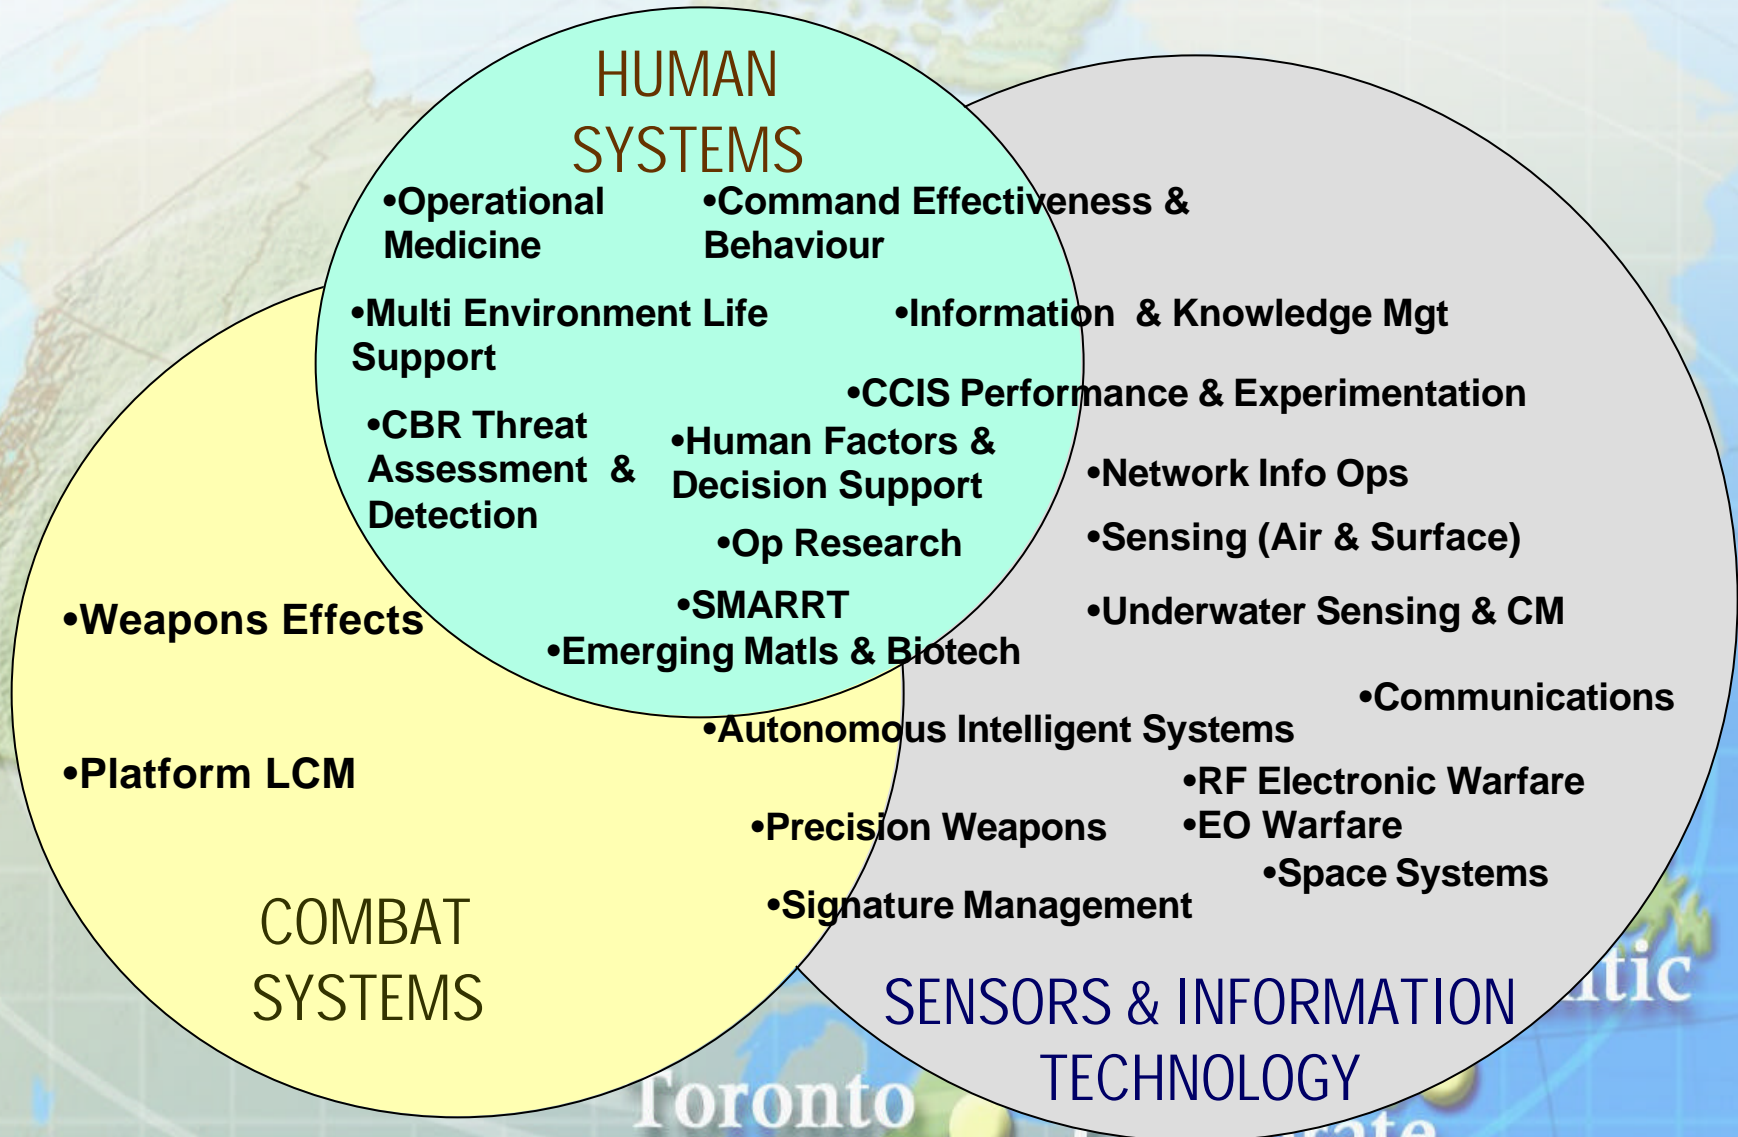 HUMAN
SYSTEMS
•Operational
Medicine
•Command Effectiveness &
Behaviour
•Multi Environment Life
Support
•Information & Knowledge Mgt
•CCIS Performance & Experimentation
•CBR Threat
Assessment &
Detection
•Human Factors &
Decision Support
•Network Info Ops
•Op Research
•Sensing (Air & Surface)
•SMARRT
•Underwater Sensing & CM
•Weapons Effects
•Emerging Matls & Biotech
•Communications
•Autonomous Intelligent Systems
•Platform LCM
•RF Electronic Warfare
•Precision Weapons
•EO Warfare
•Space Systems
•Signature Management
COMBAT
SYSTEMS
SENSORS & INFORMATION
TECHNOLOGY
Toronto